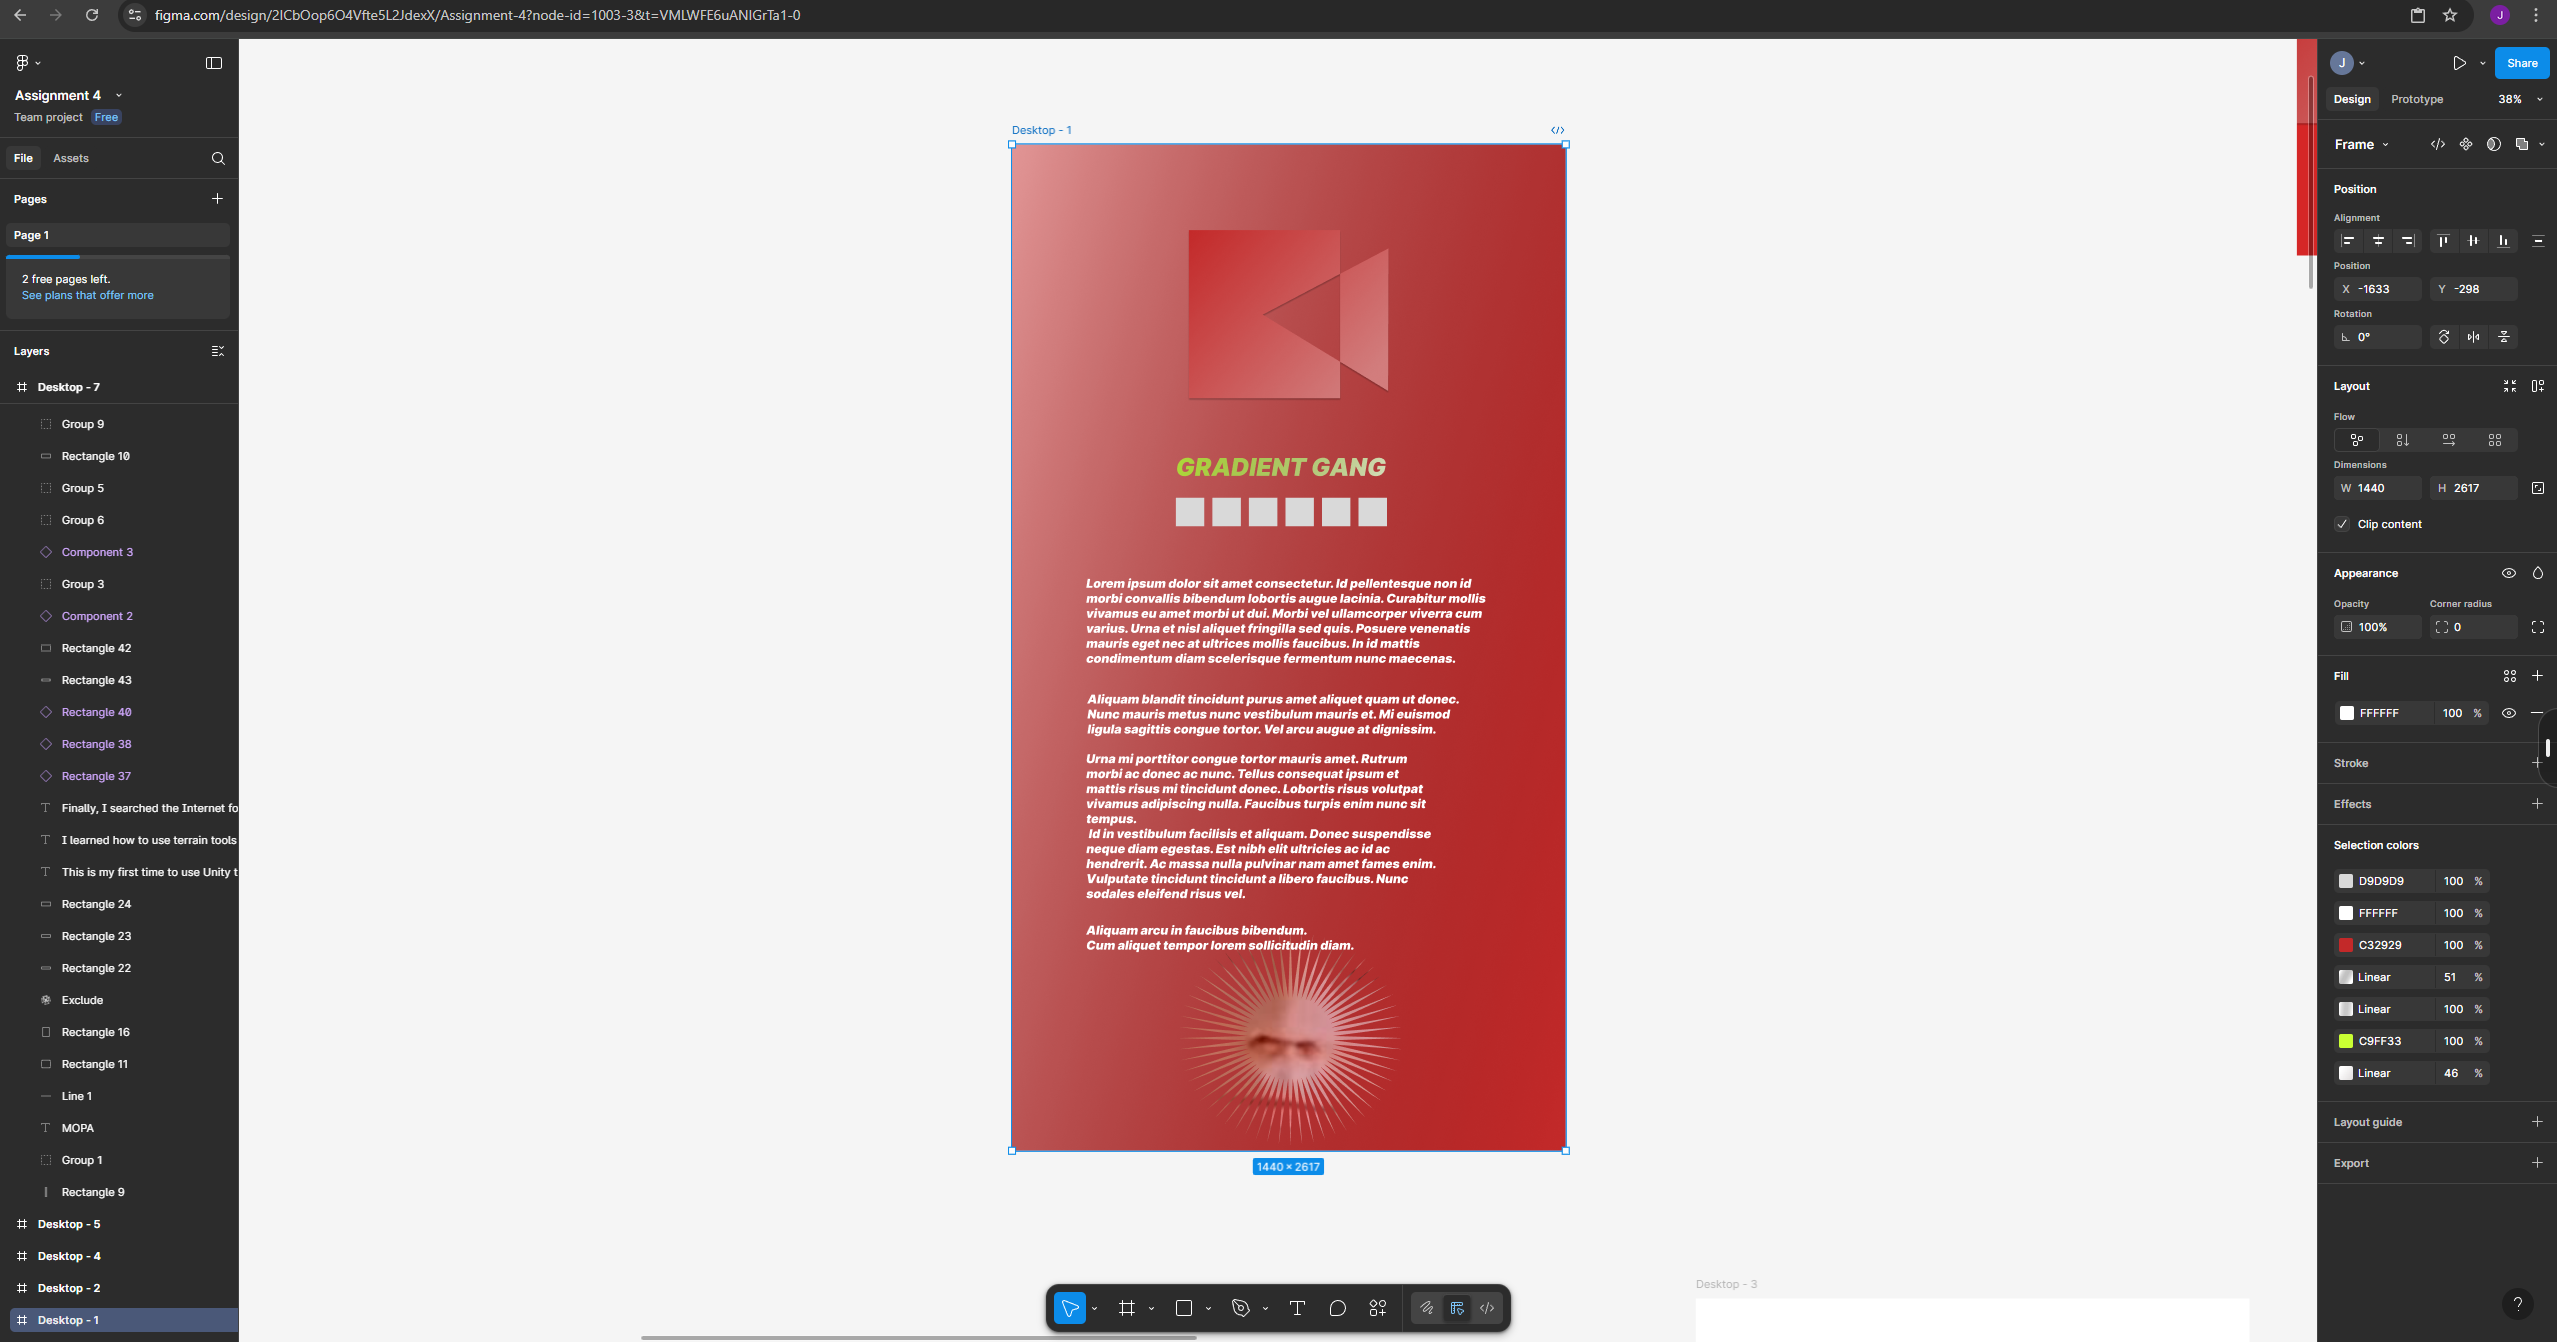 figma.com/design/2ICbOop6O4Vfte5L2JdexX/Assignment-4?node-id=1003-3&t=VMLWFE6uANIGrTa1-0
J
Assignment 4
Team project Free
File Assets
Pages
Page 1
2 free pages left.
See plans that offer more
Layers
Desktop - 7
Group 9
Rectangle 10
Group 5
Group 6
Component 3
Group 3
Component 2
Rectangle 42
Rectangle 43
Rectangle 40
Rectangle 38
Rectangle 37
Finally, I searched the Internet fo
I learned how to use terrain tools
This is my first time to use Unity t
Rectangle 24
Rectangle 23
Rectangle 22
Exclude
Rectangle 16
Rectangle 11
Line 1
MOPA
Group 1
Rectangle 9
Desktop - 5
Desktop - 4
Desktop - 2
Desktop - 1
Desktop - 1
GRADIENT GANG
Lorem ipsum dolor sit amet consectetur. Id pellentesque non id
morbi convallis bibendum lobortis augue lacinia. Curabitur mollis
vivamus eu amet morbi ut dui. Morbi vel ullamcorper viverra cum
varius. Urna et nisl aliquet fringilla sed quis. Posuere venenatis
mauris eget nec at ultrices mollis faucibus. In id mattis
condimentum diam scelerisque fermentum nunc maecenas.
Aliquam blandit tincidunt purus amet aliquet quam ut donec.
Nunc mauris metus nunc vestibulum mauris et. Mi euismod
ligula sagittis congue tortor. Vel arcu augue at dignissim.
Urna mi porttitor congue tortor mauris amet. Rutrum
morbi ac donec ac nunc. Tellus consequat ipsum et
mattis risus mi tincidunt donec. Lobortis risus volutpat
vivamus adipiscing nulla. Faucibus turpis enim nunc sit
tempus.
Id in vestibulum facilisis et aliquam. Donec suspendisse
neque diam egestas. Est nibh elit ultricies ac id ac
hendrerit. Ac massa nulla pulvinar nam amet fames enim.
Vulputate tincidunt tincidunt a libero faucibus. Nunc
sodales eleifend risus vel.
Aliquam arcu in faucibus bibendum.
Cum aliquet tempor lorem sollicitudin diam.
1440 × 2617
Desktop - 3
J
Share
Design Prototype 38%
Frame
Position
Alignment
Position
X -1633 Y -298
Rotation
0°
Layout
Flow
Dimensions
W 1440 H 2617
Clip content
Appearance
Opacity Corner radius
100% 0
Fill
FFFFFF 100 %
Stroke
Effects
Selection colors
D9D9D9 100 %
FFFFFF 100 %
C32929 100 %
Linear 51 %
Linear 100 %
C9FF33 100 %
Linear 46 %
Layout guide
Export
?